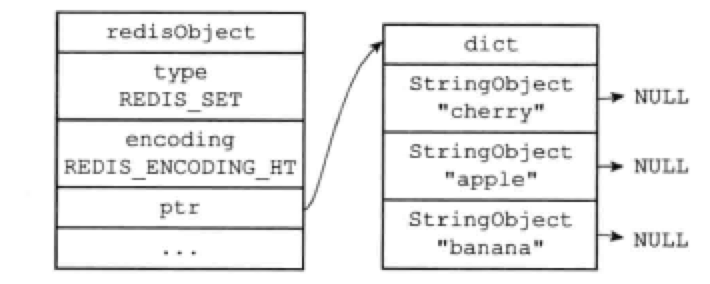 redisObject
type
REDIS_SET
encoding
REDIS_ENCODING_HT
ptr
...
dict
StringObject
"cherry"
NULL
StringObject
"apple"
NULL
StringObject
"banana"
NULL